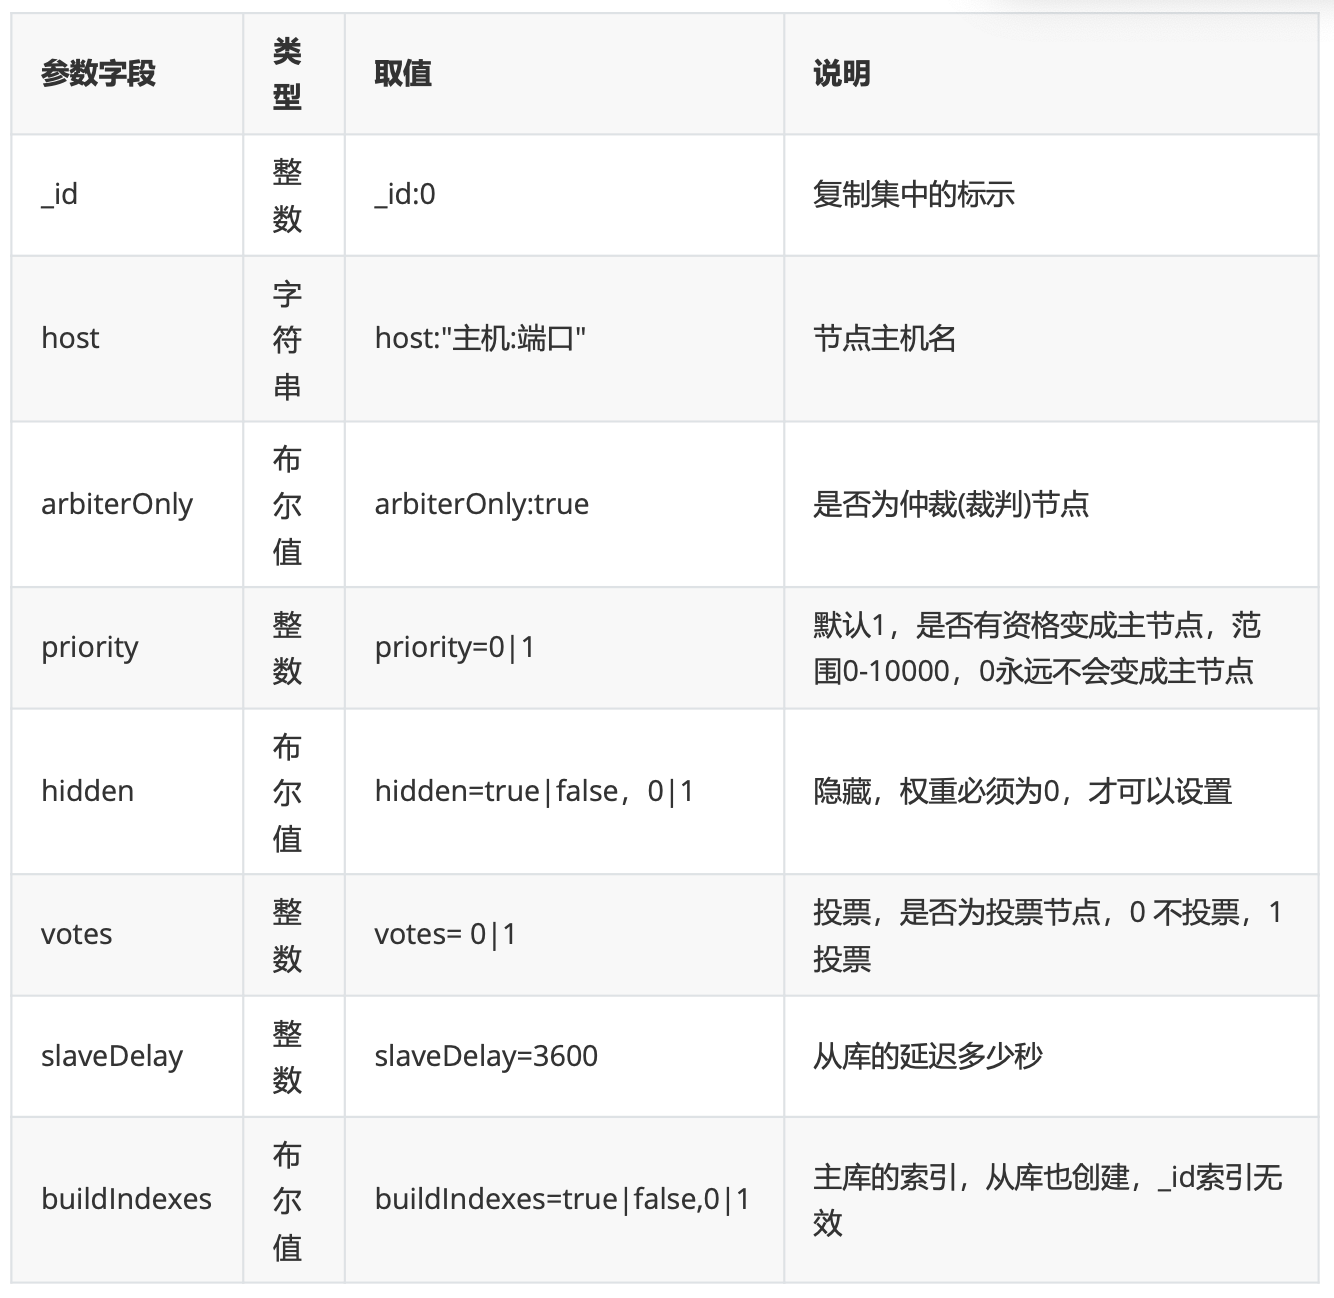 参数字段
类
型
取值
说明
_id
整
数
_id:0
复制集中的标示
host
字
符
串
host:"主机:端口"
节点主机名
arbiterOnly
布
尔
值
arbiterOnly:true
是否为仲裁(裁判)节点
priority
整
数
priority=0|1
默认1，是否有资格变成主节点，范
围0-10000，0永远不会变成主节点
hidden
布
尔
值
hidden=true|false，0|1
隐藏，权重必须为0，才可以设置
votes
整
数
votes= 0|1
投票，是否为投票节点，0 不投票，1
投票
slaveDelay
整
数
slaveDelay=3600
从库的延迟多少秒
buildIndexes
布
尔
值
buildIndexes=true|false,0|1
主库的索引，从库也创建，_id索引无
效